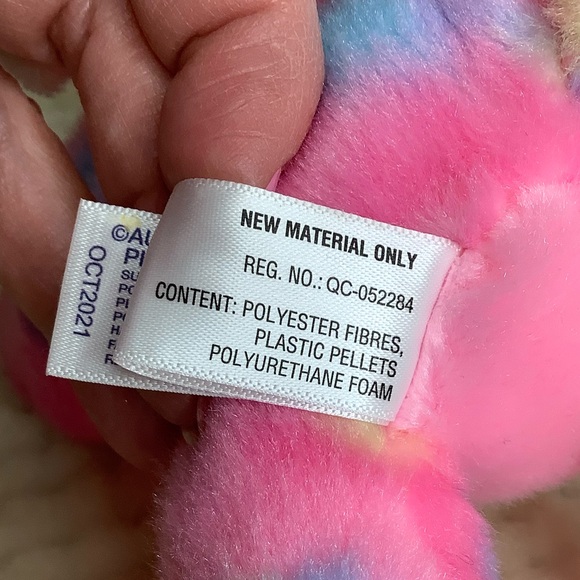 NEW MATERIAL ONLY
REG. NO.: QC-052284
CONTENT: POLYESTER FIBRES,
PLASTIC PELLETS
POLYURETHANE FOAM
OCT2021